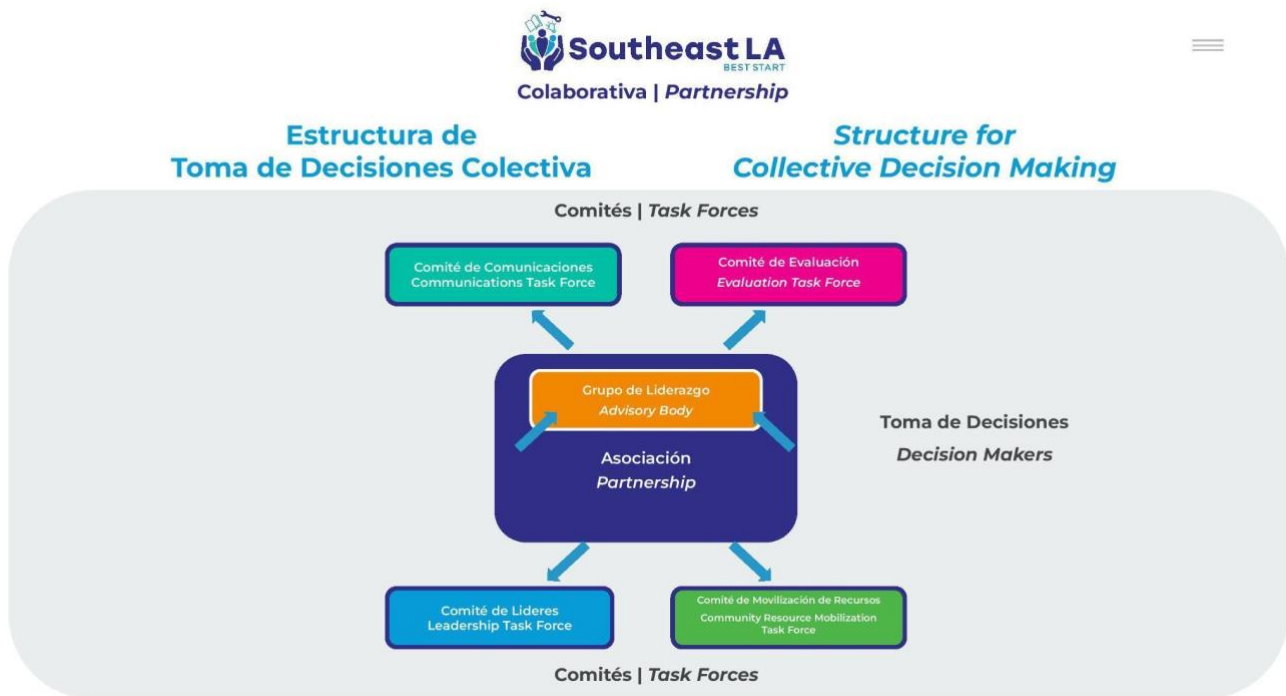 Southeast LA
BEST START
Colaborativa | Partnership
Estructura de
Toma de Decisiones Colectiva
Structure for
Collective Decision Making
Comités | Task Forces
Comité de Comunicaciones
Communications Task Force
Comité de Evaluación
Evaluation Task Force
Grupo de Liderazgo
Advisory Body
Asociación
Partnership
Toma de Decisiones
Decision Makers
Comité de Lideres
Leadership Task Force
Comité de Movilización de Recursos
Community Resource Mobilization
Task Force
Comités | Task Forces